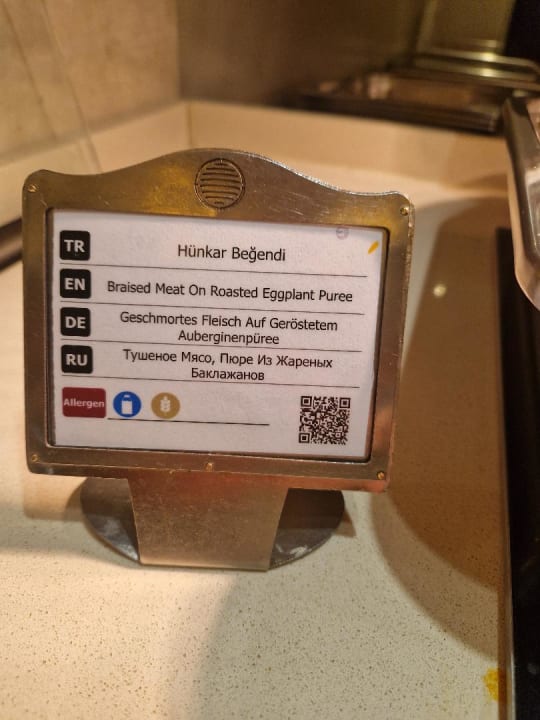 TR Hünkar Beğendi
EN Braised Meat On Roasted Eggplant Puree
DE Geschmortes Fleisch Auf Geröstetem
Auberginenpüree
RU Тушеное Мясо, Пюре Из Жареных
Баклажанов
Allergen